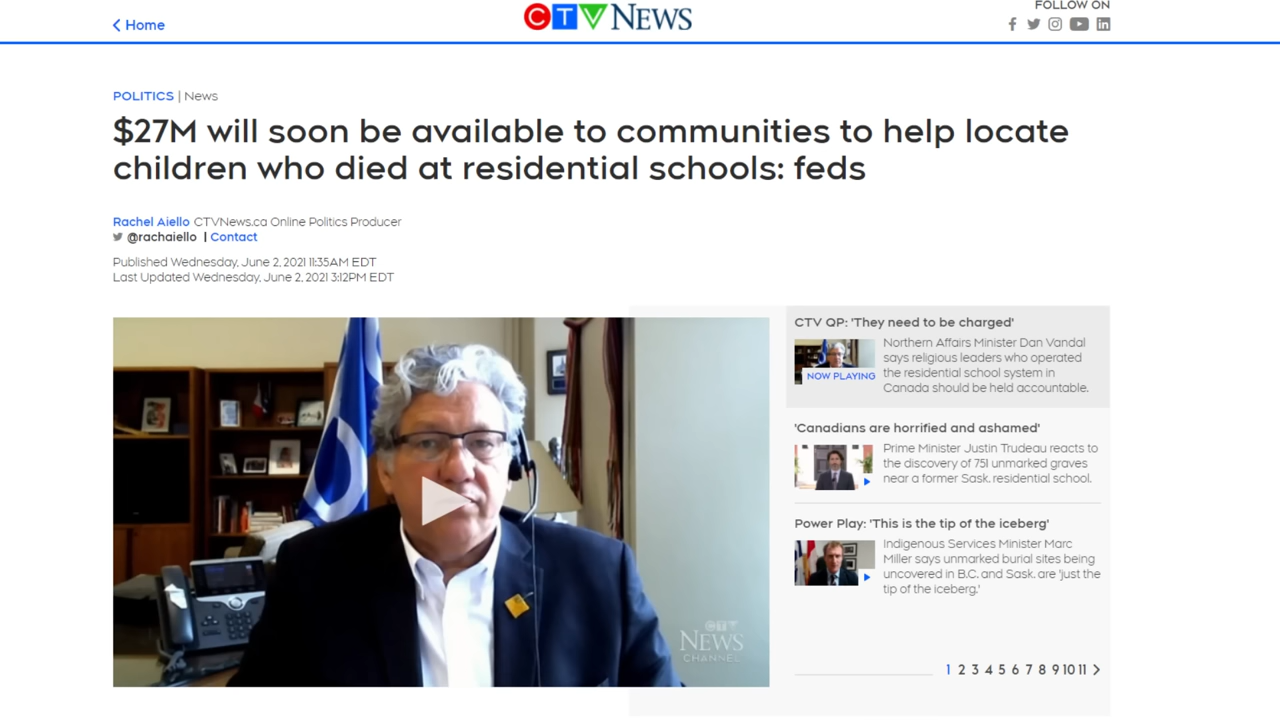 Home
CTV NEWS
FOLLOW ON
POLITICS | News
$27M will soon be available to communities to help locate
children who died at residential schools: feds
Rachel Aiello CTVNews.ca Online Politics Producer
@rachaiello | Contact
Published Wednesday, June 2, 2021 11:35AM EDT
Last Updated Wednesday, June 2, 2021 3:12PM EDT
CTV
NEWS
CHANNEL
CTV QP: 'They need to be charged'
NOW PLAYING
Northern Affairs Minister Dan Vandal
says religious leaders who operated
the residential school system in
Canada should be held accountable.
'Canadians are horrified and ashamed'
Prime Minister Justin Trudeau reacts to
the discovery of 751 unmarked graves
near a former Sask. residential school.
Power Play: 'This is the tip of the iceberg'
Indigenous Services Minister Marc
Miller says unmarked burial sites being
uncovered in B.C. and Sask. are 'just the
tip of the iceberg.'
1 2 3 4 5 6 7 8 9 10 11